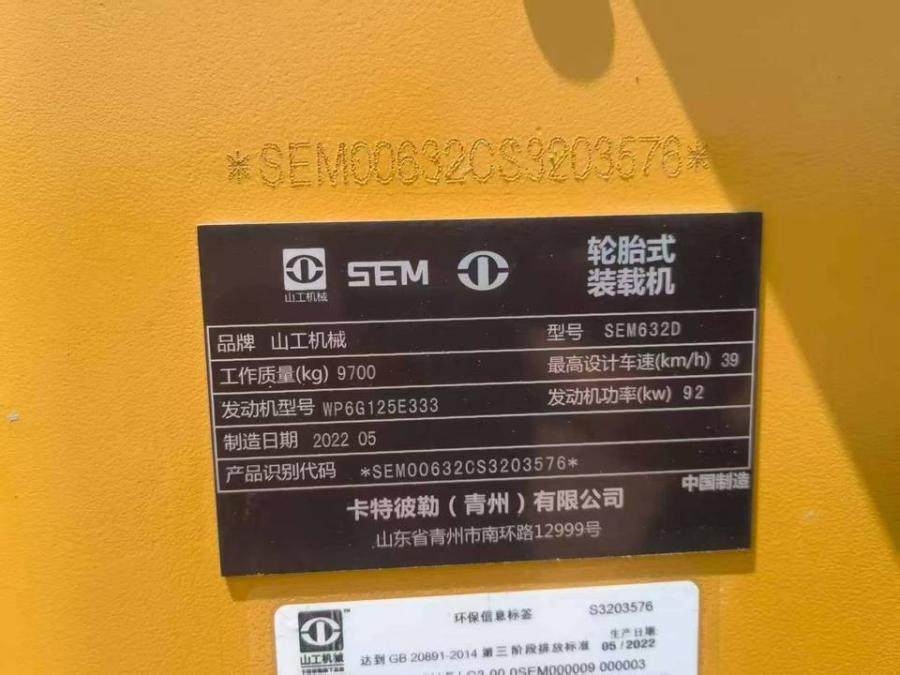 *SEM00632CS3203576*
山工机械 SEM 轮胎式
装载机
品牌 山工机械 型号 SEM632D
工作质量(kg) 9700 最高设计车速(km/h) 39
发动机型号 WP6G125E333 发动机功率(kw) 92
制造日期 2022 05
产品识别代码 *SEM00632CS3203576*
中国制造
卡特彼勒(青州)有限公司
山东省青州市南环路12999号
环保信息标签 S3203576
山工机械 生产日期
达到 GB 20891-2014 第三阶段排放标准 05/2022
0SEM000009 000003